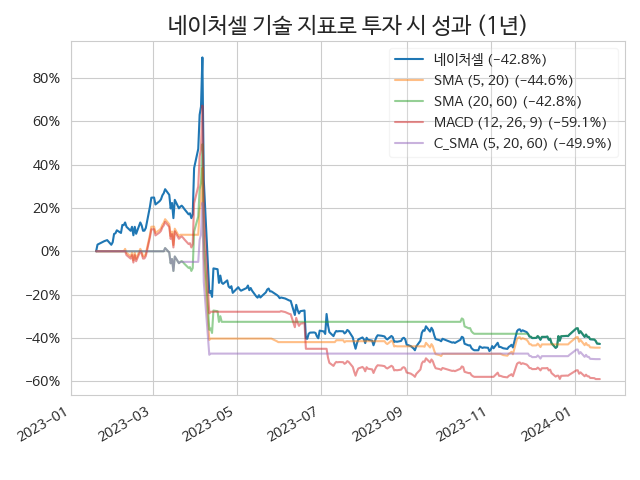 네이처셀 기술 지표로 투자 시 성과 (1년)
네이처셀 (−42.8%)
SMA (5, 20) (−44.6%)
SMA (20, 60) (−42.8%)
MACD (12, 26, 9) (−59.1%)
C_SMA (5, 20, 60) (−49.9%)
80%
60%
40%
20%
0%
−20%
−40%
−60%
2023−01
2023−03
2023−05
2023−07
2023−09
2023−11
2024−01